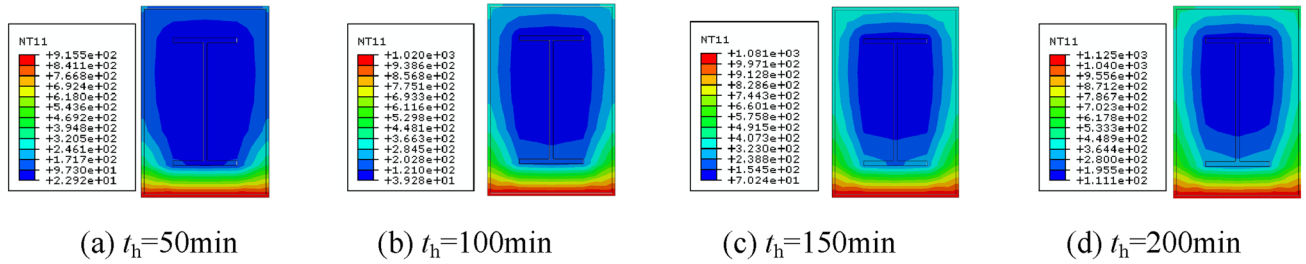 NT11
+9.155e+02
+8.411e+02
+7.668e+02
+6.924e+02
+6.180e+02
+5.436e+02
+4.692e+02
+3.948e+02
+3.205e+02
+2.461e+02
+1.717e+02
+9.730e+01
+2.292e+01
(a) th=50min
NT11
+1.020e+03
+9.386e+02
+8.568e+02
+7.751e+02
+6.933e+02
+6.116e+02
+5.298e+02
+4.481e+02
+3.663e+02
+2.845e+02
+2.028e+02
+1.210e+02
+3.928e+01
(b) th=100min
NT11
+1.081e+03
+9.971e+02
+9.128e+02
+8.286e+02
+7.443e+02
+6.601e+02
+5.758e+02
+4.915e+02
+4.073e+02
+3.230e+02
+2.388e+02
+1.545e+02
+7.024e+01
(c) th=150min
NT11
+1.125e+03
+1.040e+03
+9.556e+02
+8.712e+02
+7.867e+02
+7.023e+02
+6.178e+02
+5.333e+02
+4.489e+02
+3.644e+02
+2.800e+02
+1.955e+02
+1.111e+02
(d) th=200min